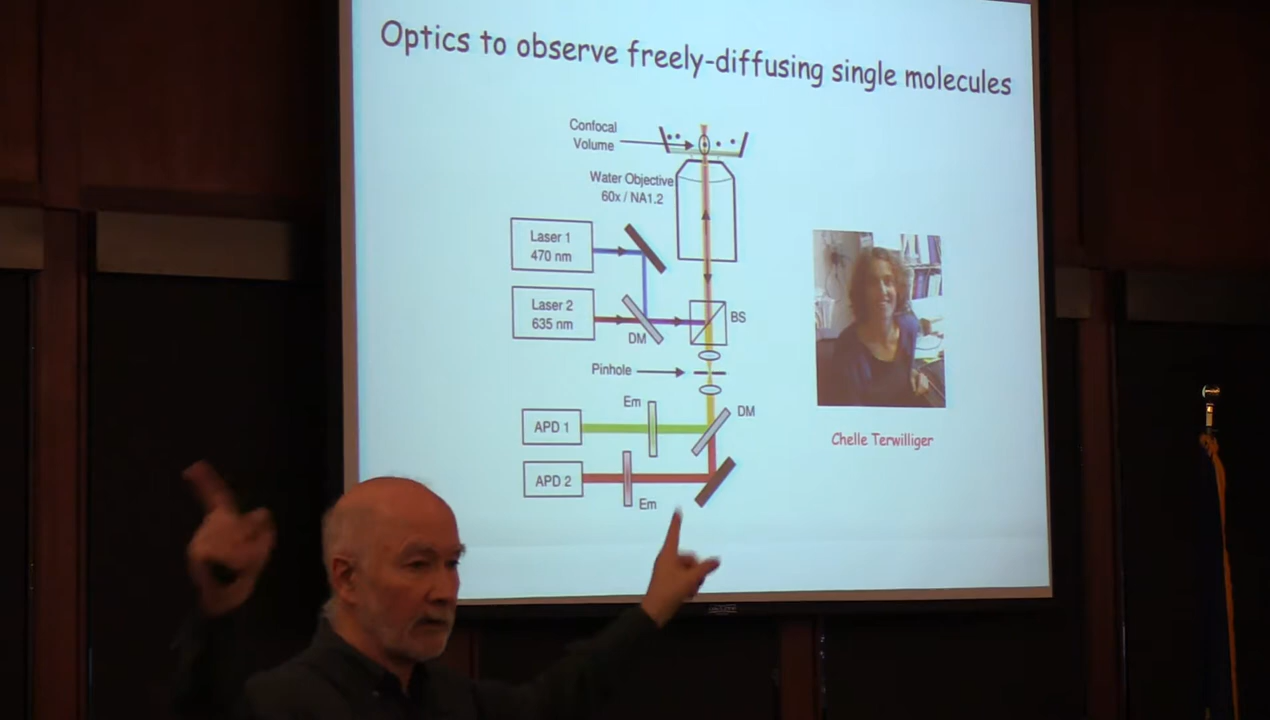 Optics to observe freely-diffusing single molecules
Confocal
Volume
Water Objective
60x / NA1.2
Laser 1
470 nm
Laser 2
635 nm
DM
BS
Pinhole
Em
DM
APD 1
APD 2
Em
Chelle Terwilliger